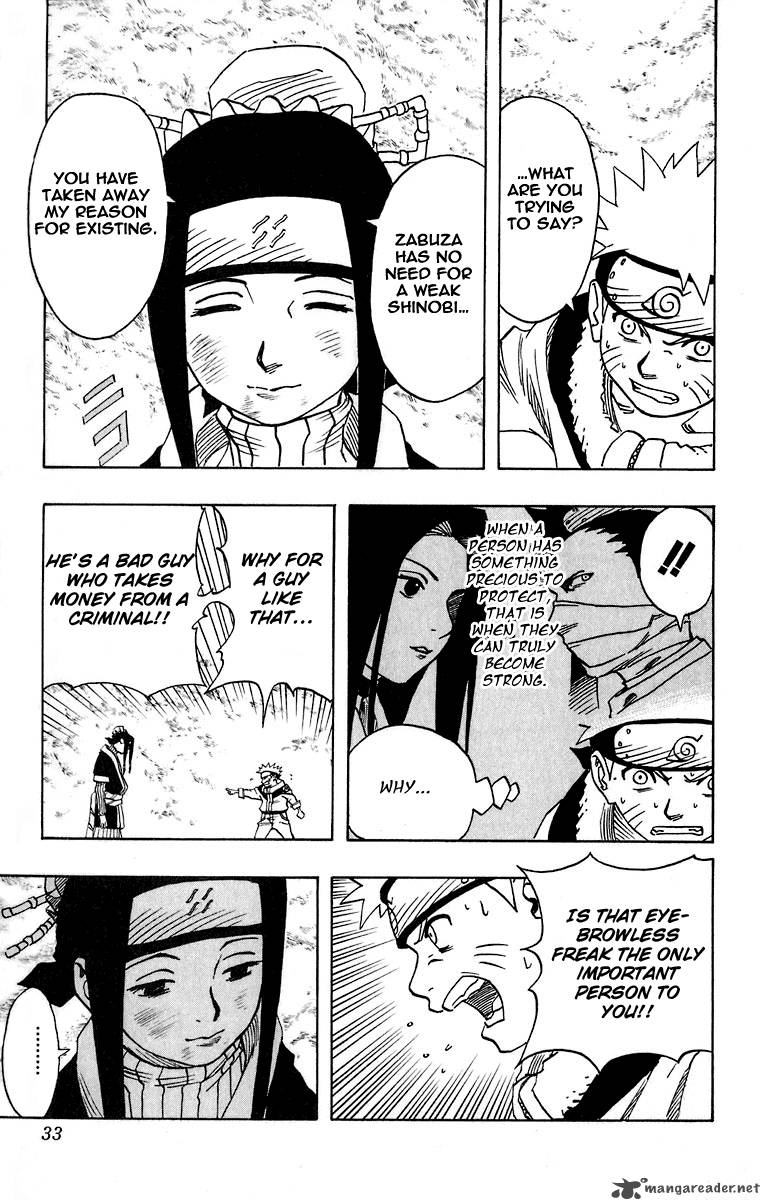 ...WHAT
ARE YOU
TRYING
TO SAY?
ZABUZA
HAS NO
NEED FOR
A WEAK
SHINOBI...
YOU HAVE
TAKEN AWAY
MY REASON
FOR EXISTING.
ニコ
!!
WHEN A
PERSON HAS
SOMETHING
PRECIOUS TO
PROTECT,
THAT IS
WHEN THEY
CAN TRULY
BECOME
STRONG.
WHY...
WHY FOR
A GUY
LIKE
THAT...
HE'S A BAD GUY
WHO TAKES
MONEY FROM A
CRIMINAL!!
IS THAT EYE-
BROWLESS
FREAK THE ONLY
IMPORTANT
PERSON TO
YOU!!
.........
33
mangareader.net